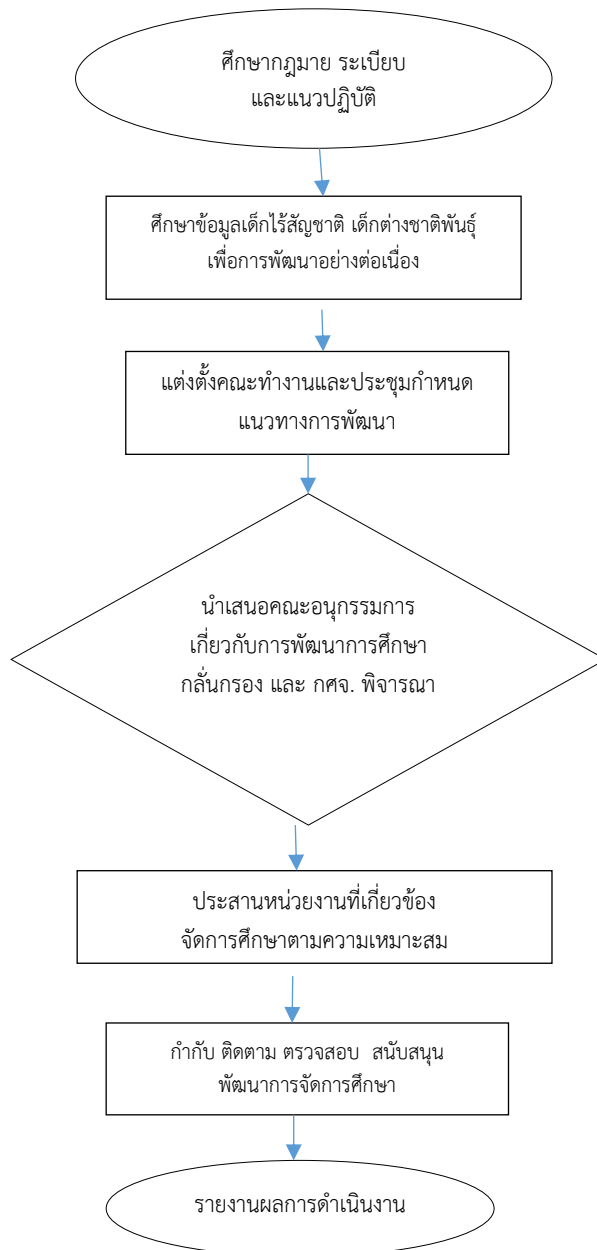 ศึกษากฎมาย ระเบียบ
และแนวปฏิบัติ
ศึกษาข้อมูลเด็กไร้สัญชาติ เด็กต่างชาติพันธุ์
เพื่อการพัฒนาอย่างต่อเนื่อง
แต่งตั้งคณะทำงานและประชุมกำหนด
แนวทางการพัฒนา
นำเสนอคณะอนุกรรมการ
เกี่ยวกับการพัฒนาการศึกษา
กลั่นกรอง และ กศจ. พิจารณา
ประสานหน่วยงานที่เกี่ยวข้อง
จัดการศึกษาตามความเหมาะสม
กำกับ ติดตาม ตรวจสอบ สนับสนุน
พัฒนาการจัดการศึกษา
รายงานผลการดำเนินงาน